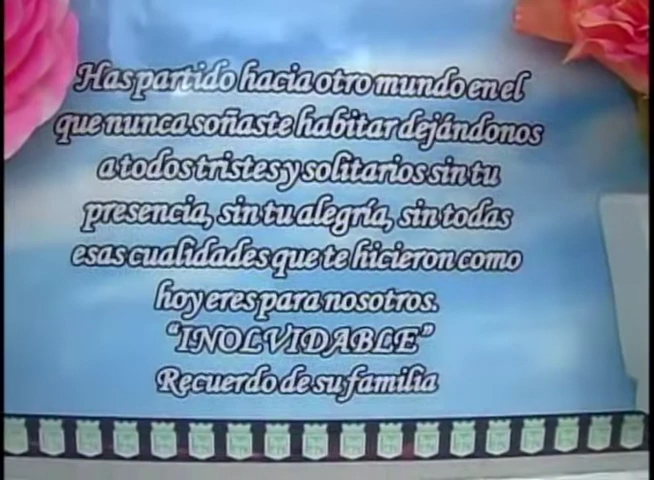 Has partido hacia otro mundo en el
que nunca soñaste habitar dejándonos
a todos tristes y solitarios sin tu
presencia, sin tu alegría, sin todas
esas cualidades que te hicieron como
hoy eres para nosotros.
“INOLVIDABLE”
Recuerdo de su familia